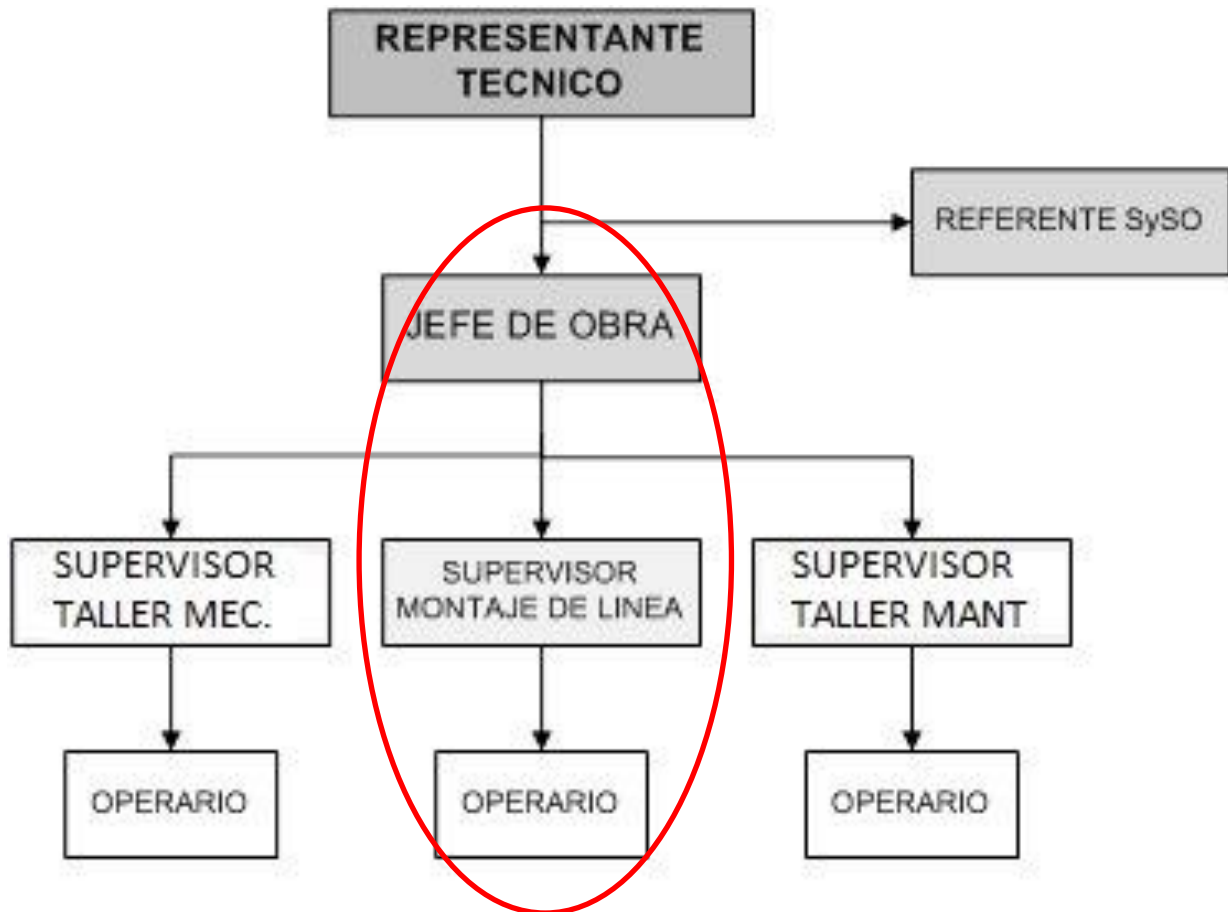 REPRESENTANTE
TECNICO
REFERENTE SySO
JEFE DE OBRA
SUPERVISOR
TALLER MEC.
SUPERVISOR
MONTAJE DE LINEA
SUPERVISOR
TALLER MANT
OPERARIO
OPERARIO
OPERARIO